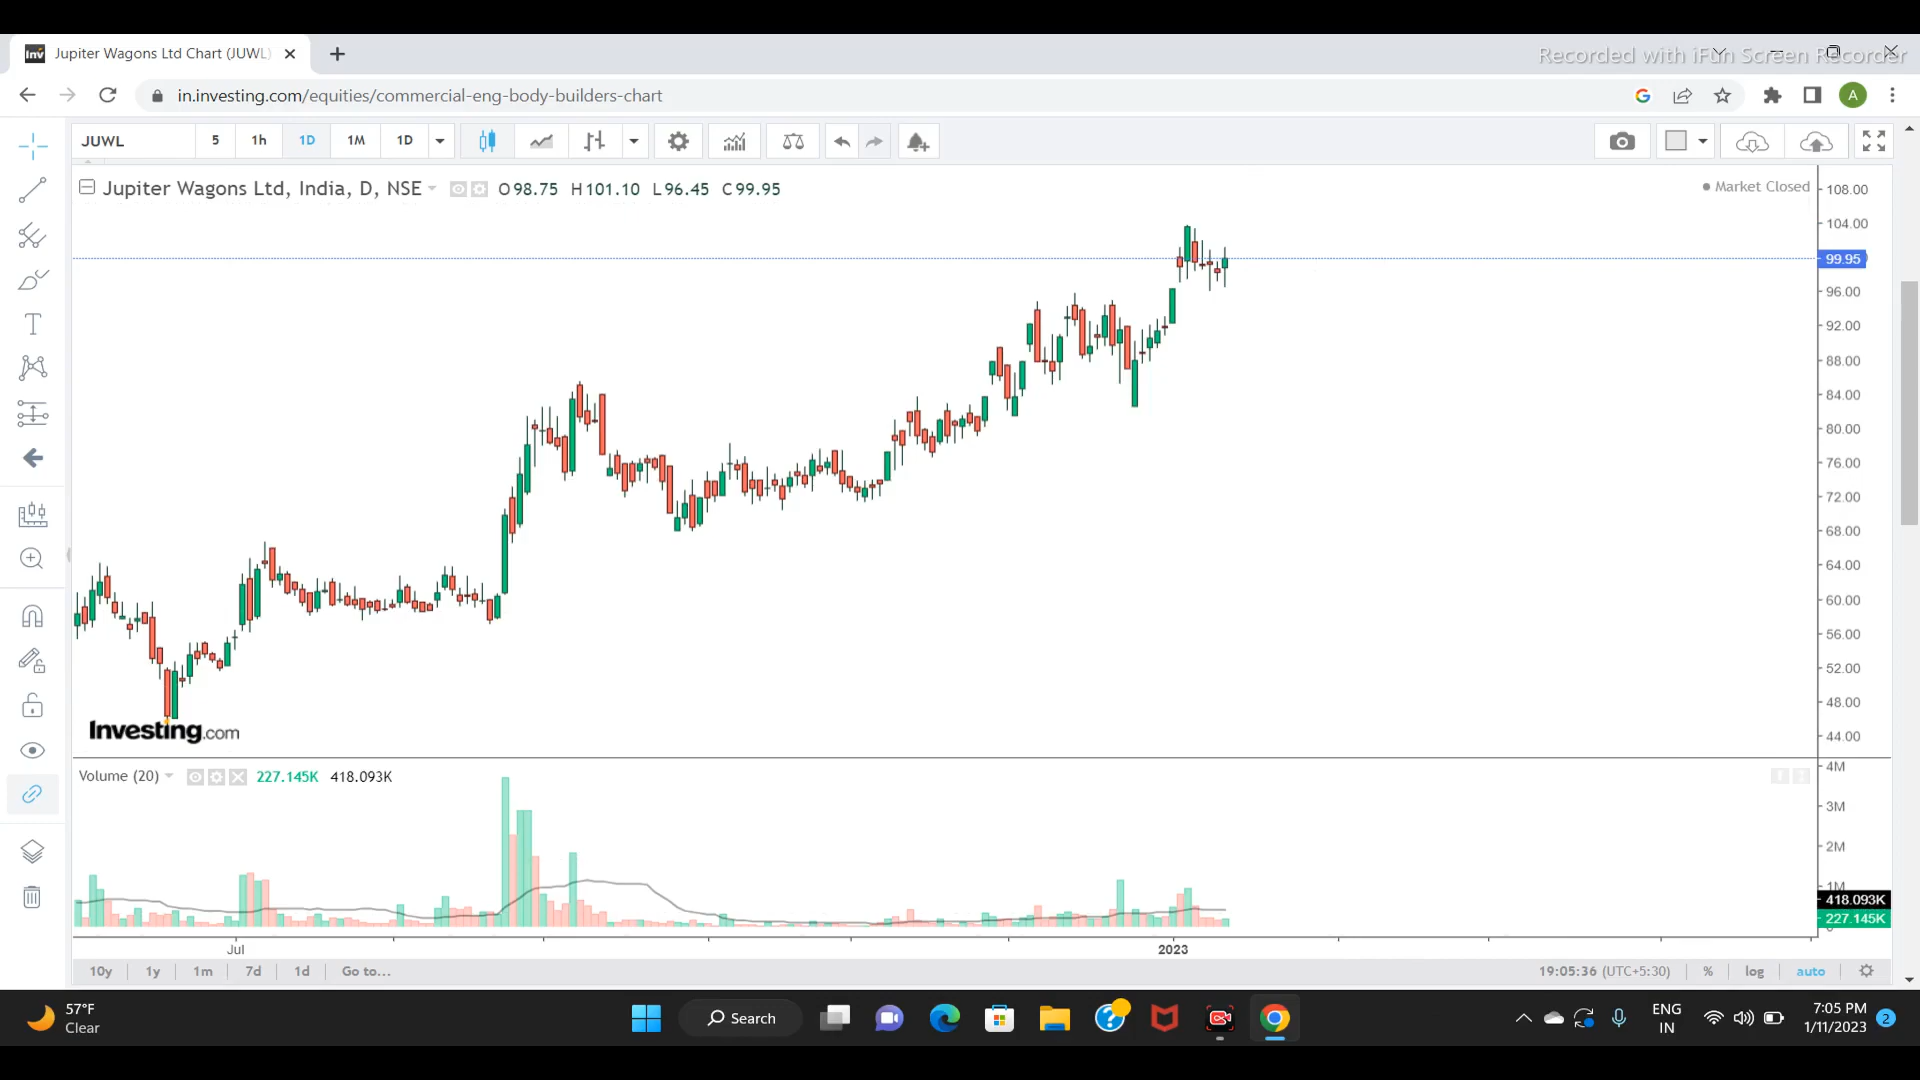 Jupiter Wagons Ltd Chart (JUWL)
Recorded with iFun Screen Recorder
in.investing.com/equities/commercial-eng-body-builders-chart
A
JUWL 5 1h 1D 1M 1D
Jupiter Wagons Ltd, India, D, NSE O98.75 H101.10 L96.45 C99.95
Market Closed
108.00
104.00
99.95
96.00
92.00
88.00
84.00
80.00
76.00
72.00
68.00
64.00
60.00
56.00
52.00
48.00
44.00
Investing.com
Volume (20) 227.145K 418.093K
4M
3M
2M
1M
418.093K
227.145K
0
Jul 2023
10y 1y 1m 7d 1d Go to... 19:05:36 (UTC+5:30) % log auto
57°F
Clear
Search
ENG
IN
7:05 PM
1/11/2023
2